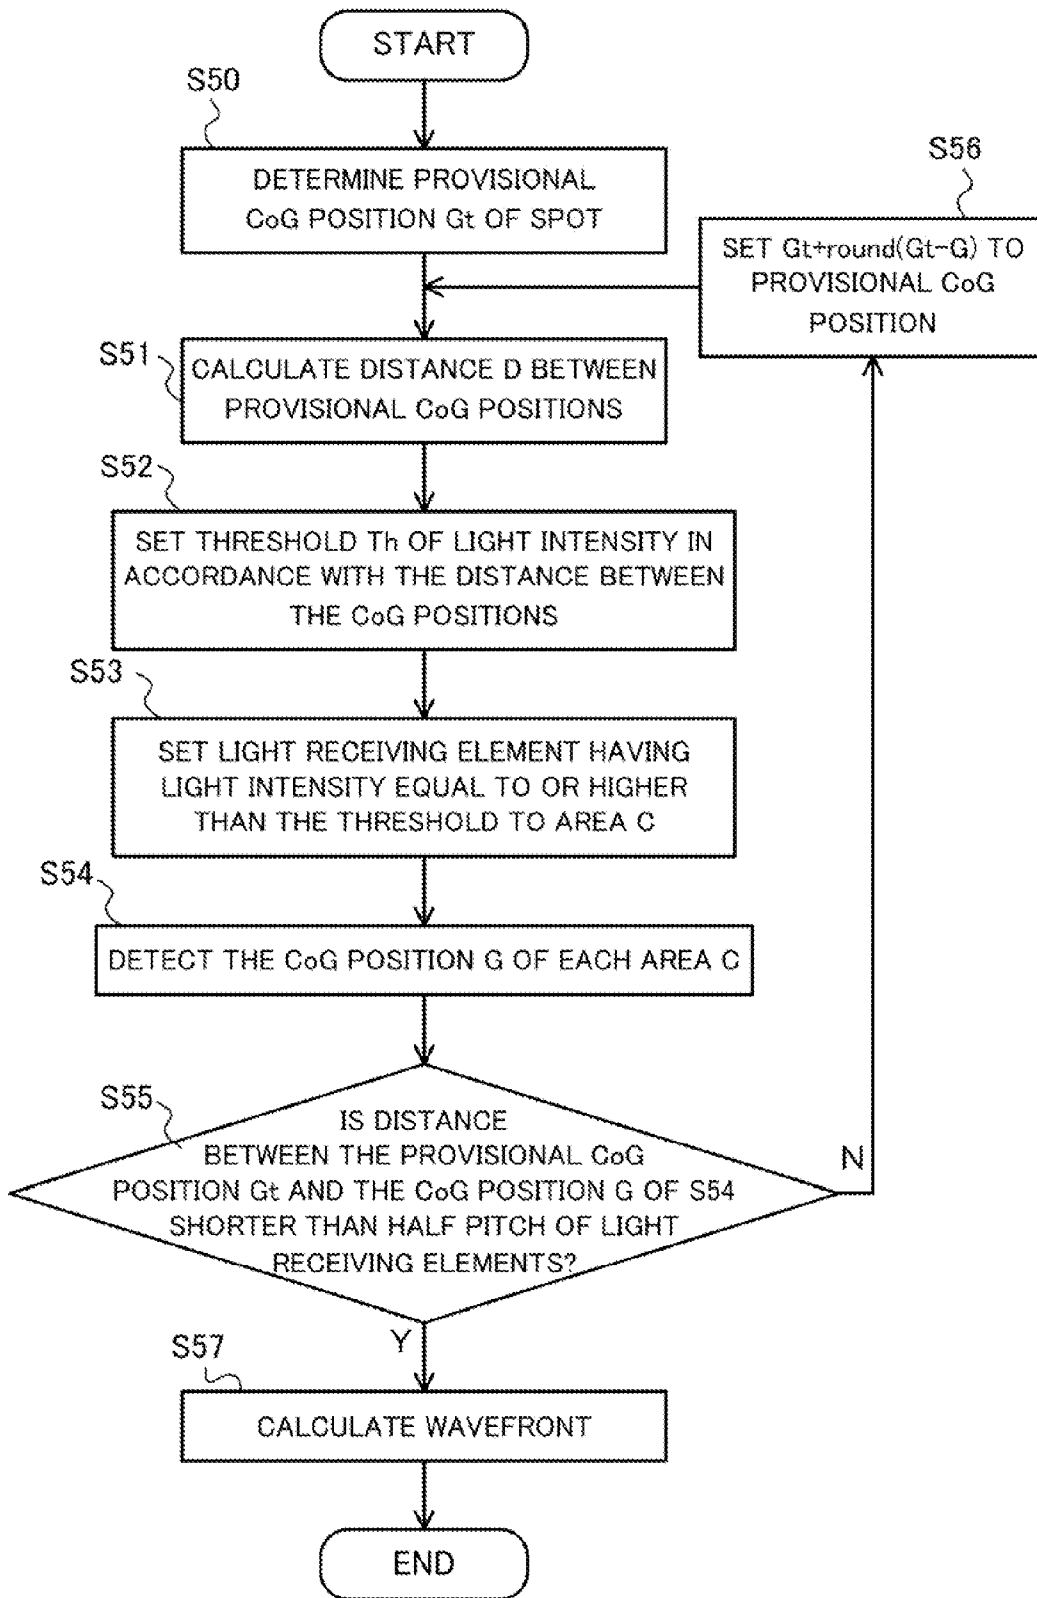 START
S50
DETERMINE PROVISIONAL
CoG POSITION Gt OF SPOT
S56
SET Gt+round(Gt-G) TO
PROVISIONAL CoG
POSITION
S51
CALCULATE DISTANCE D BETWEEN
PROVISIONAL CoG POSITIONS
S52
SET THRESHOLD Th OF LIGHT INTENSITY IN
ACCORDANCE WITH THE DISTANCE BETWEEN
THE CoG POSITIONS
S53
SET LIGHT RECEIVING ELEMENT HAVING
LIGHT INTENSITY EQUAL TO OR HIGHER
THAN THE THRESHOLD TO AREA C
S54
DETECT THE CoG POSITION G OF EACH AREA C
S55
IS DISTANCE
BETWEEN THE PROVISIONAL CoG
POSITION Gt AND THE CoG POSITION G OF S54
SHORTER THAN HALF PITCH OF LIGHT
RECEIVING ELEMENTS?
N
Y
S57
CALCULATE WAVEFRONT
END